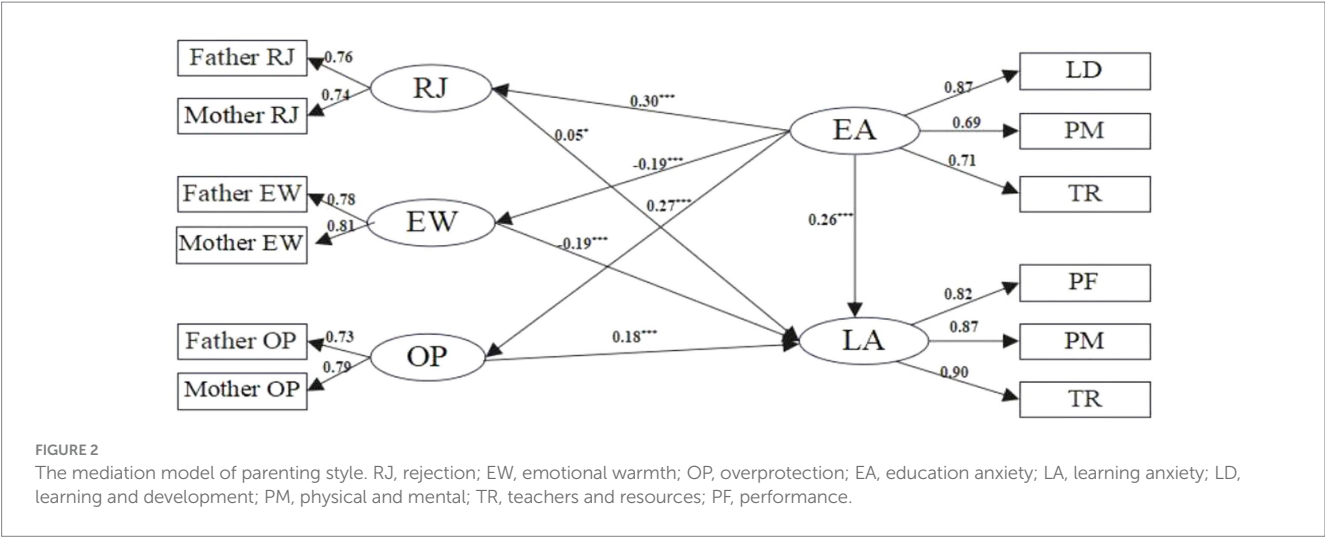 Father RJ
0.76
Mother RJ
0.74
RJ
Father EW
0.78
Mother EW
0.81
EW
Father OP
0.73
Mother OP
0.79
OP
0.30***
0.05*
-0.19***
0.27***
-0.19***
0.18***
0.26***
EA
0.87
LD
0.69
PM
0.71
TR
LA
0.82
PF
0.87
PM
0.90
TR
FIGURE 2
The mediation model of parenting style. RJ, rejection; EW, emotional warmth; OP, overprotection; EA, education anxiety; LA, learning anxiety; LD,
learning and development; PM, physical and mental; TR, teachers and resources; PF, performance.